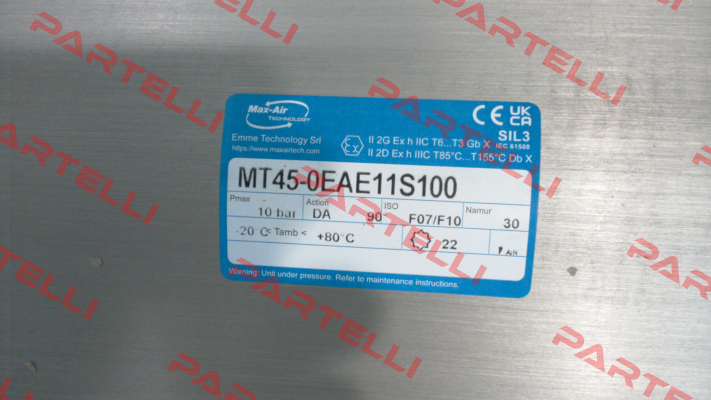 PARTELLI
Max-Air
TECHNOLOGY
Emme Technology Srl
https://www.maxairtech.com
CE UK CA
SIL3
IEC 61508
Ex II 2G Ex h IIC T6...T3 Gb X
II 2D Ex h IIIC T85°C...T155°C Db X
MT45-0EAE11S100
Pmax Action ISO Namur
10 bar DA 90° F07/F10 30
-20 °C ≤ Tamb < +80°C 22
Warning: Unit under pressure. Refer to maintenance instructions.
PARTELLI
PARTELLI
PARTELLI
PARTELLI
PARTELLI